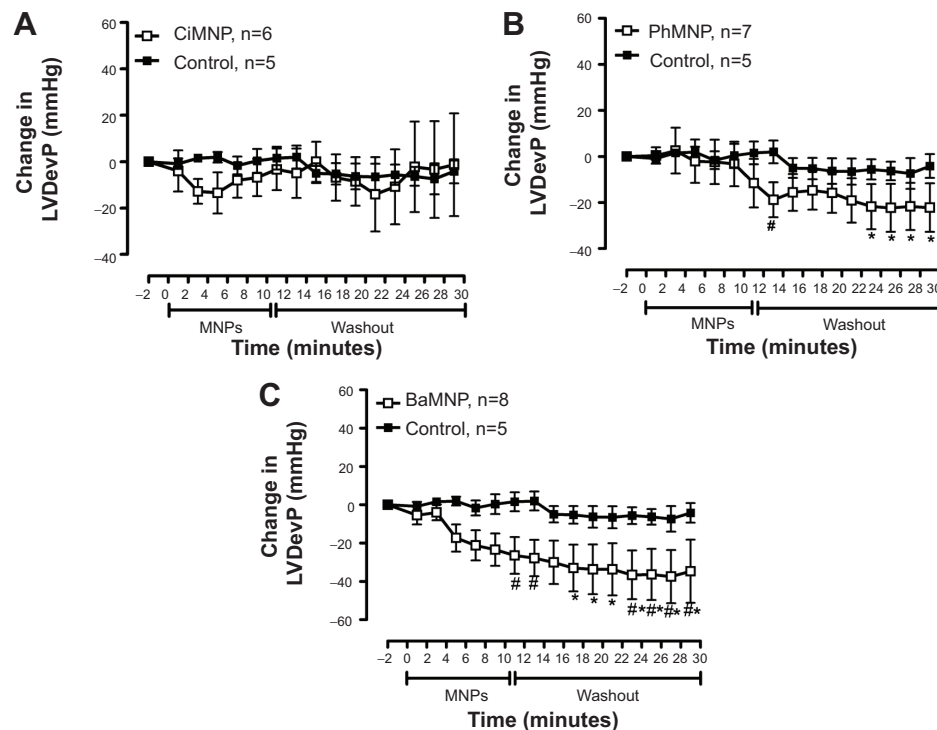 A
60
40
20
0
–20
–40
Change in
LVDevP (mmHg)
CiMNP, n=6
Control, n=5
–2 0 2 4 6 8 10 12 14 16 18 20 22 24 26 28 30
MNPs
Washout
Time (minutes)
B
60
40
20
0
–20
–40
Change in
LVDevP (mmHg)
PhMNP, n=7
Control, n=5
#
* * * *
–2 0 2 4 6 8 10 12 14 16 18 20 22 24 26 28 30
MNPs
Washout
Time (minutes)
C
60
40
20
0
–20
–40
–60
Change in
LVDevP (mmHg)
BaMNP, n=8
Control, n=5
# # * * * #* #* #* #*
–2 0 2 4 6 8 10 12 14 16 18 20 22 24 26 28 30
MNPs
Washout
Time (minutes)